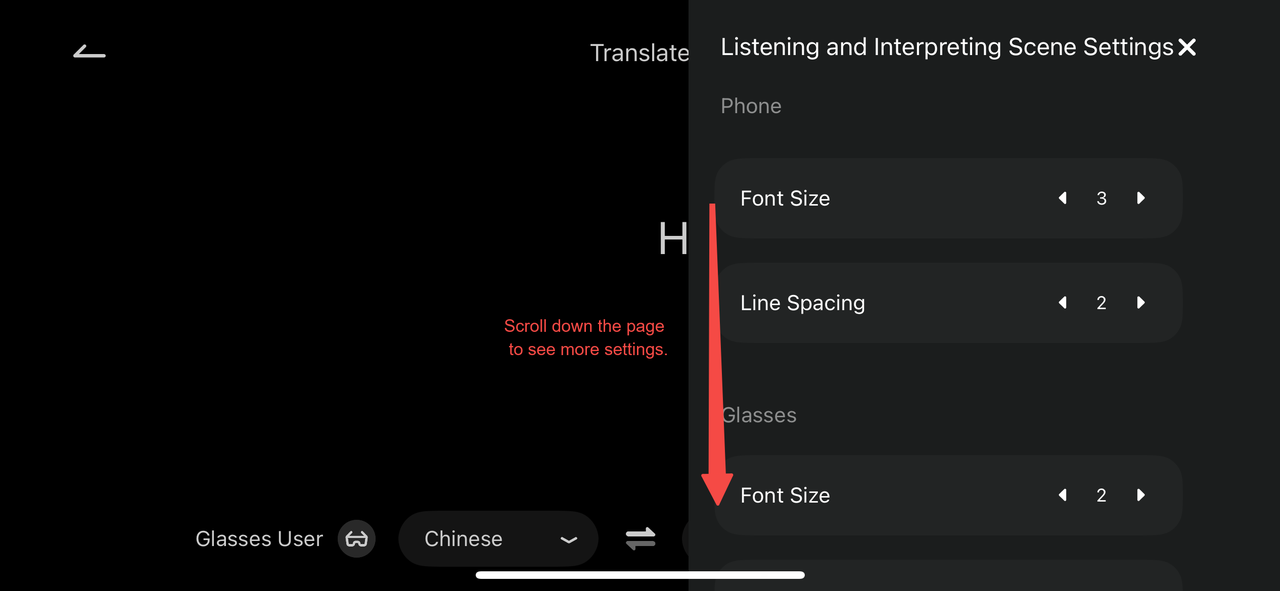 Translate
Listening and Interpreting Scene Settings
Phone
Font Size 3
H
Line Spacing 2
Scroll down the page
to see more settings.
Glasses
Font Size 2
Glasses User Chinese